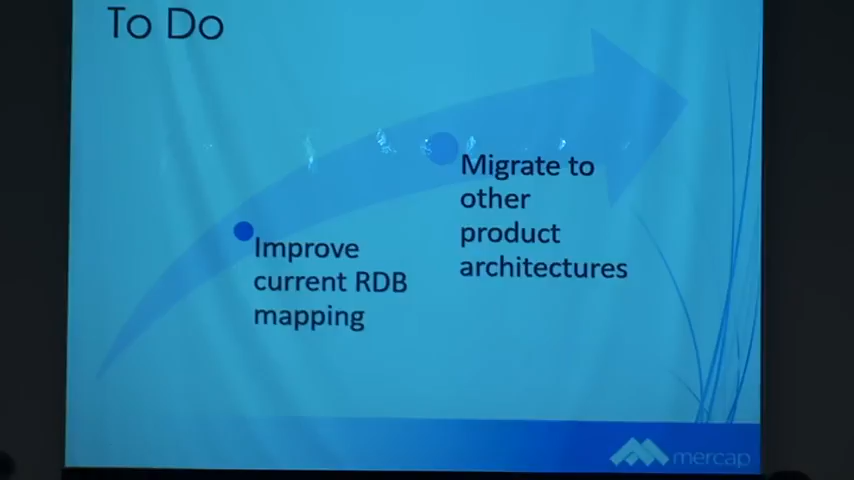 To Do
Improve
current RDB
mapping
Migrate to
other
product
architectures
mercap